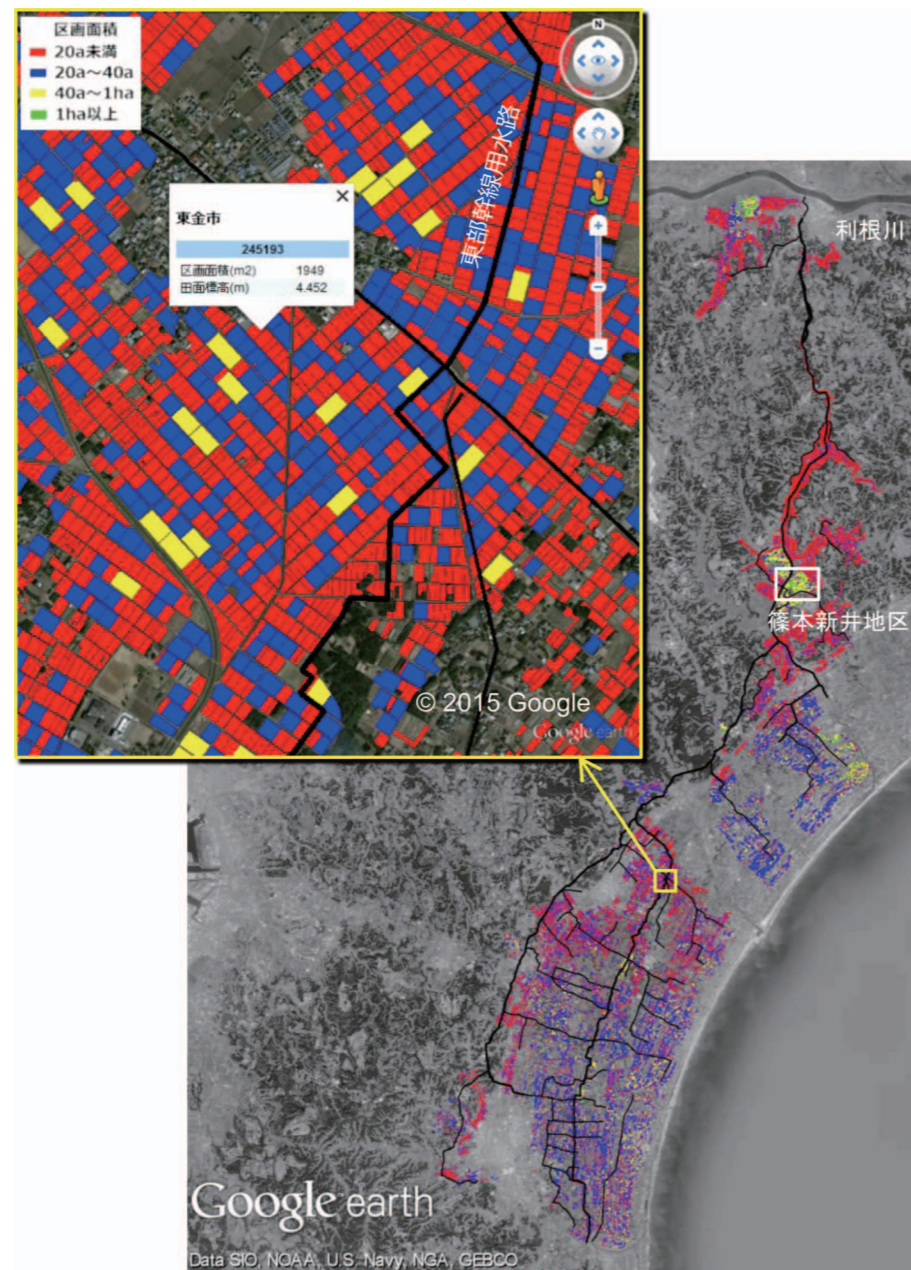 区画面積
20a未満
20a～40a
40a～1ha
1ha以上
N
東部幹線用水路
東金市
245193
区画面積(m2) 1949
田面標高(m) 4.452
© 2015 Google
Google earth
利根川
篠本新井地区
Google earth
Data SIO, NOAA, U.S. Navy, NGA, GEBCO